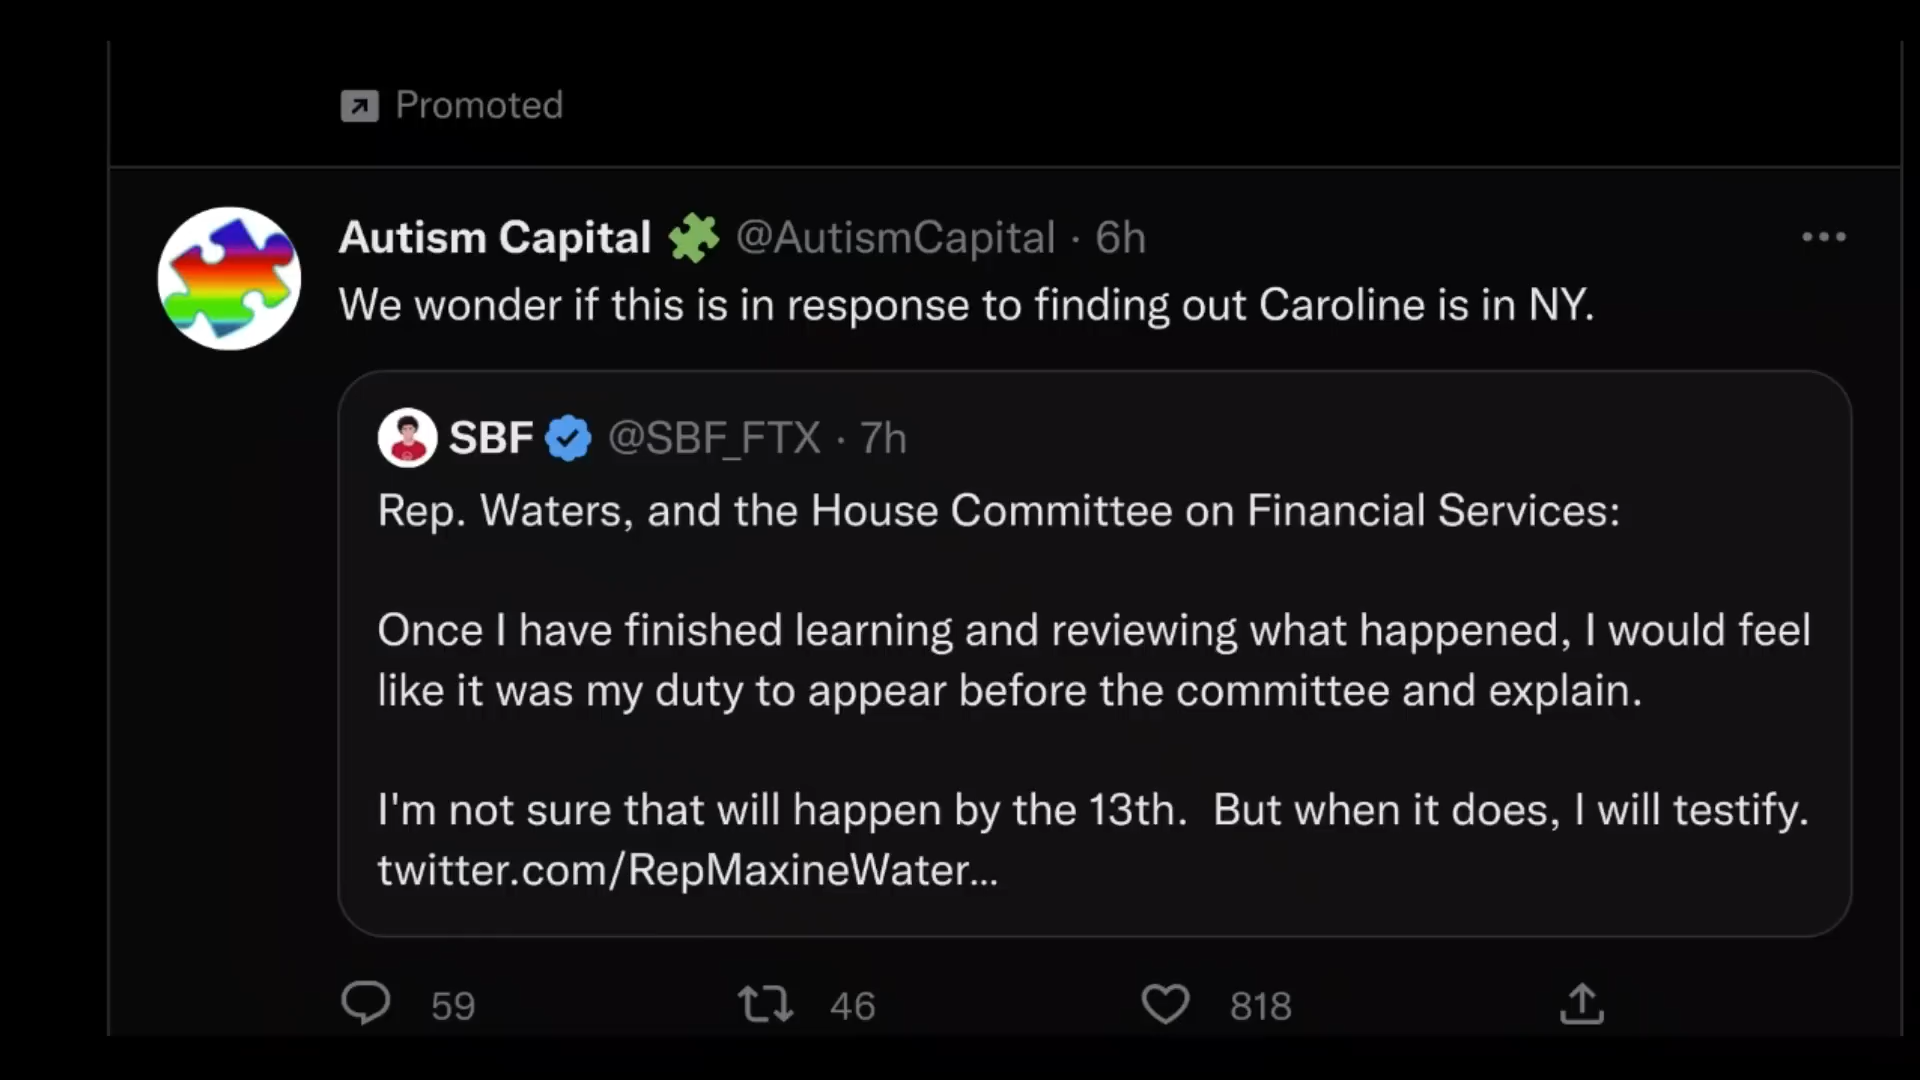 Promoted
Autism Capital @AutismCapital · 6h
We wonder if this is in response to finding out Caroline is in NY.
SBF @SBF_FTX · 7h
Rep. Waters, and the House Committee on Financial Services:
Once I have finished learning and reviewing what happened, I would feel
like it was my duty to appear before the committee and explain.
I'm not sure that will happen by the 13th.  But when it does, I will testify.
twitter.com/RepMaxineWater…
59 46 818